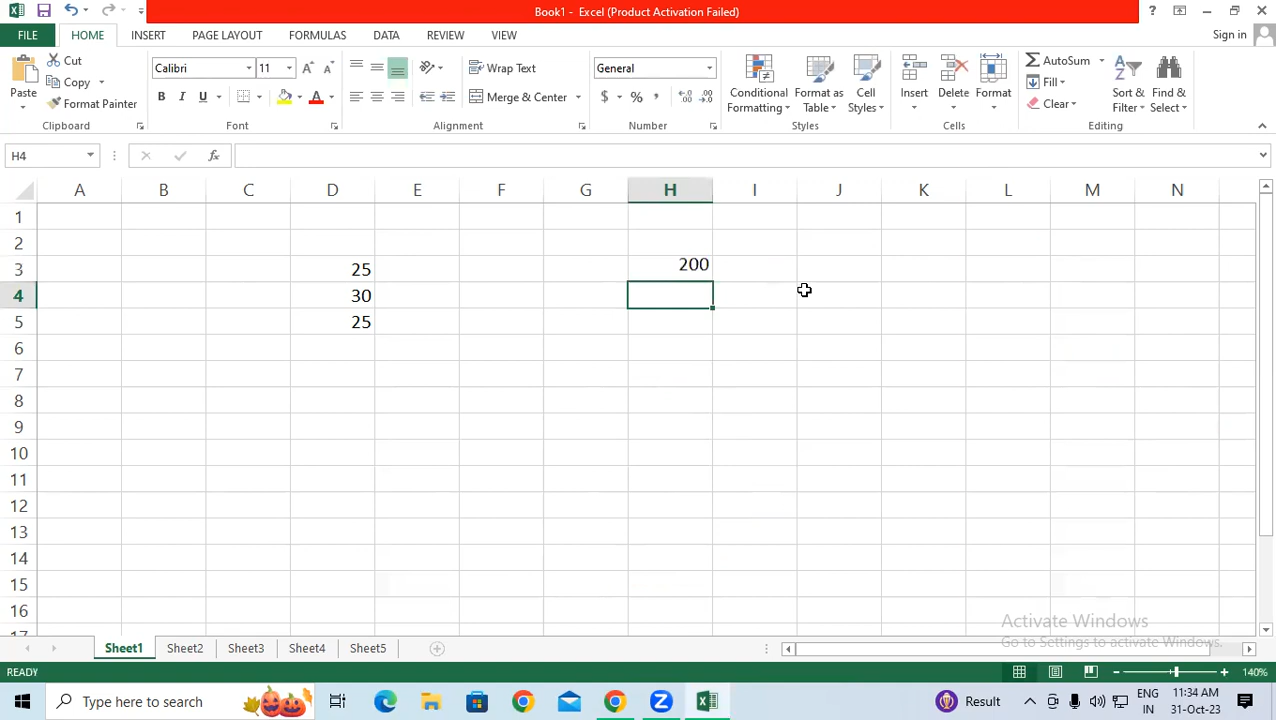 Book1 - Excel (Product Activation Failed)
?
FILE HOME INSERT PAGE LAYOUT FORMULAS DATA REVIEW VIEW Sign in
Paste
Cut
Copy
Format Painter
Clipboard
Calibri 11
B I U
Font
Wrap Text
Merge & Center
Alignment
General
$ % ,
Number
Conditional Formatting
Format as Table
Cell Styles
Styles
Insert Delete Format
Cells
AutoSum
Fill
Clear
Sort & Filter
Find & Select
Editing
H4 fx
A B C D E F G H I J K L M N
1
2
3 25 200
4 30
5 25
6
7
8
9
10
11
12
13
14
15
16
17
Activate Windows
Go to Settings to activate Windows.
Sheet1 Sheet2 Sheet3 Sheet4 Sheet5
READY 140%
Type here to search Result ENG 11:34 AM
IN 31-Oct-23